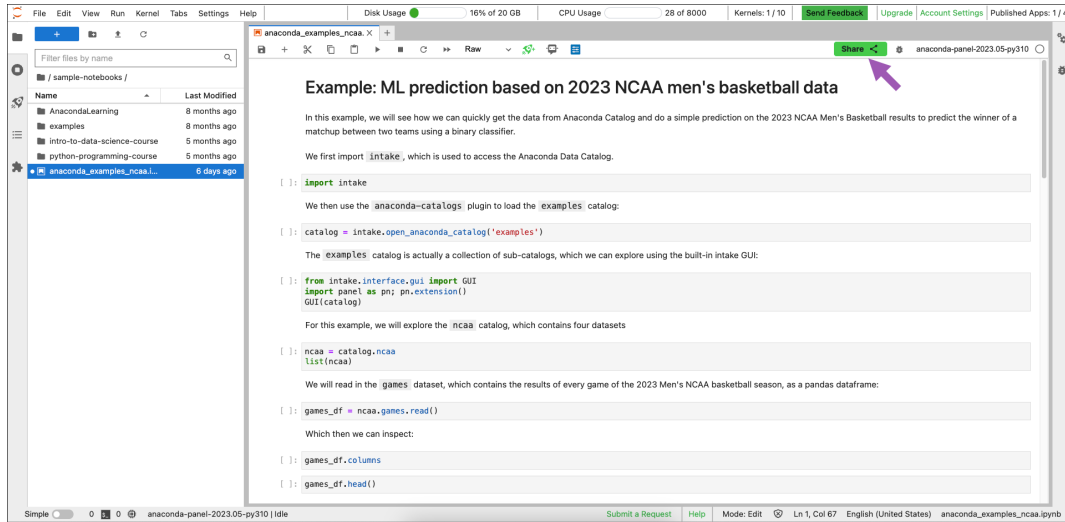 File Edit View Run Kernel Tabs Settings Help
Disk Usage 16% of 20 GB CPU Usage 28 of 8000 Kernels: 1 / 10 Send Feedback Upgrade Account Settings Published Apps: 1 /
anaconda_examples_ncaa. X +
Raw
Share
anaconda-panel-2023.05-py310
Filter files by name
/ sample-notebooks /
Name Last Modified
AnacondaLearning 8 months ago
examples 8 months ago
intro-to-data-science-course 5 months ago
python-programming-course 5 months ago
anaconda_examples_ncaa.i... 6 days ago
Example: ML prediction based on 2023 NCAA men's basketball data
In this example, we will see how we can quickly get the data from Anaconda Catalog and do a simple prediction on the 2023 NCAA Men's Basketball results to predict the winner of a
matchup between two teams using a binary classifier.
We first import intake , which is used to access the Anaconda Data Catalog.
[ ]: import intake
We then use the anaconda-catalogs plugin to load the examples catalog:
[ ]: catalog = intake.open_anaconda_catalog('examples')
The examples catalog is actually a collection of sub-catalogs, which we can explore using the built-in intake GUI:
[ ]: from intake.interface.gui import GUI
import panel as pn; pn.extension()
GUI(catalog)
For this example, we will explore the ncaa catalog, which contains four datasets
[ ]: ncaa = catalog.ncaa
list(ncaa)
We will read in the games dataset, which contains the results of every game of the 2023 Men's NCAA basketball season, as a pandas dataframe:
[ ]: games_df = ncaa.games.read()
Which then we can inspect:
[ ]: games_df.columns
[ ]: games_df.head()
Simple 0 0 anaconda-panel-2023.05-py310 | Idle Submit a Request Help Mode: Edit Ln 1, Col 67 English (United States) anaconda_examples_ncaa.ipynb